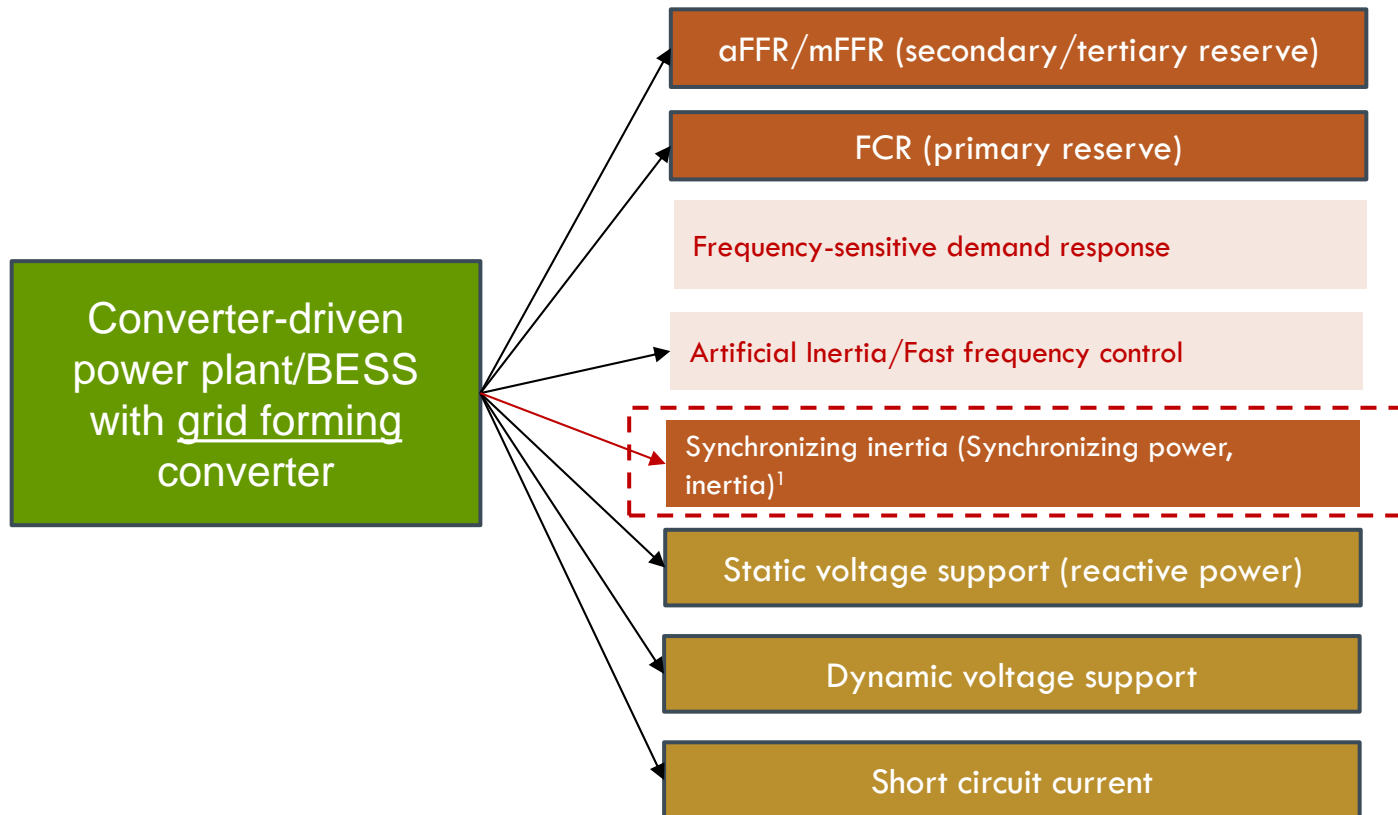 aFFR/mFFR (secondary/tertiary reserve)
FCR (primary reserve)
Frequency-sensitive demand response
Converter-driven
power plant/BESS
with grid forming
converter
Artificial Inertia/Fast frequency control
Synchronizing inertia (Synchronizing power,
inertia)¹
Static voltage support (reactive power)
Dynamic voltage support
Short circuit current